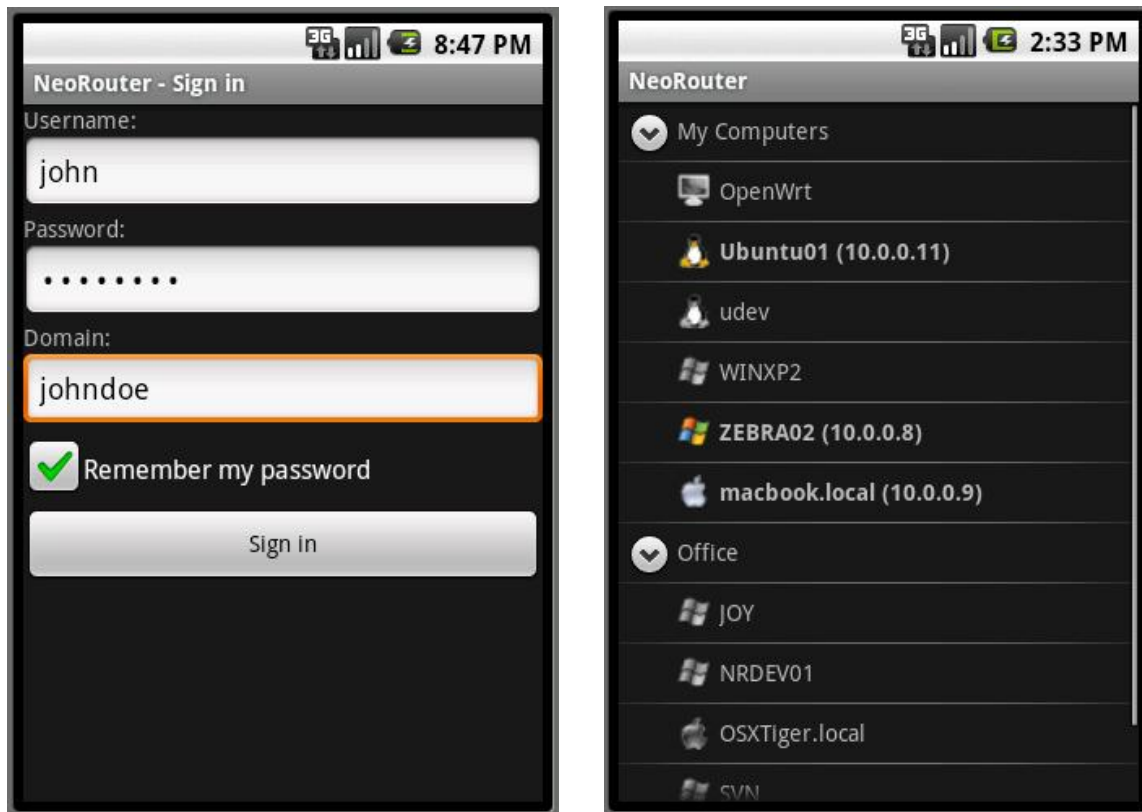 8:47 PM
NeoRouter - Sign in
Username:
john
Password:
••••••••
Domain:
johndoe
Remember my password
Sign in
3G 2:33 PM
NeoRouter
My Computers
OpenWrt
Ubuntu01 (10.0.0.11)
udev
WINXP2
ZEBRA02 (10.0.0.8)
macbook.local (10.0.0.9)
Office
JOY
NRDEV01
OSXTiger.local
SVN